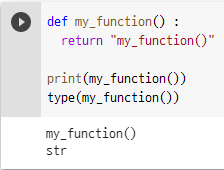 def my_function() :
  return "my_function()"
print(my_function())
type(my_function())
my_function()
str